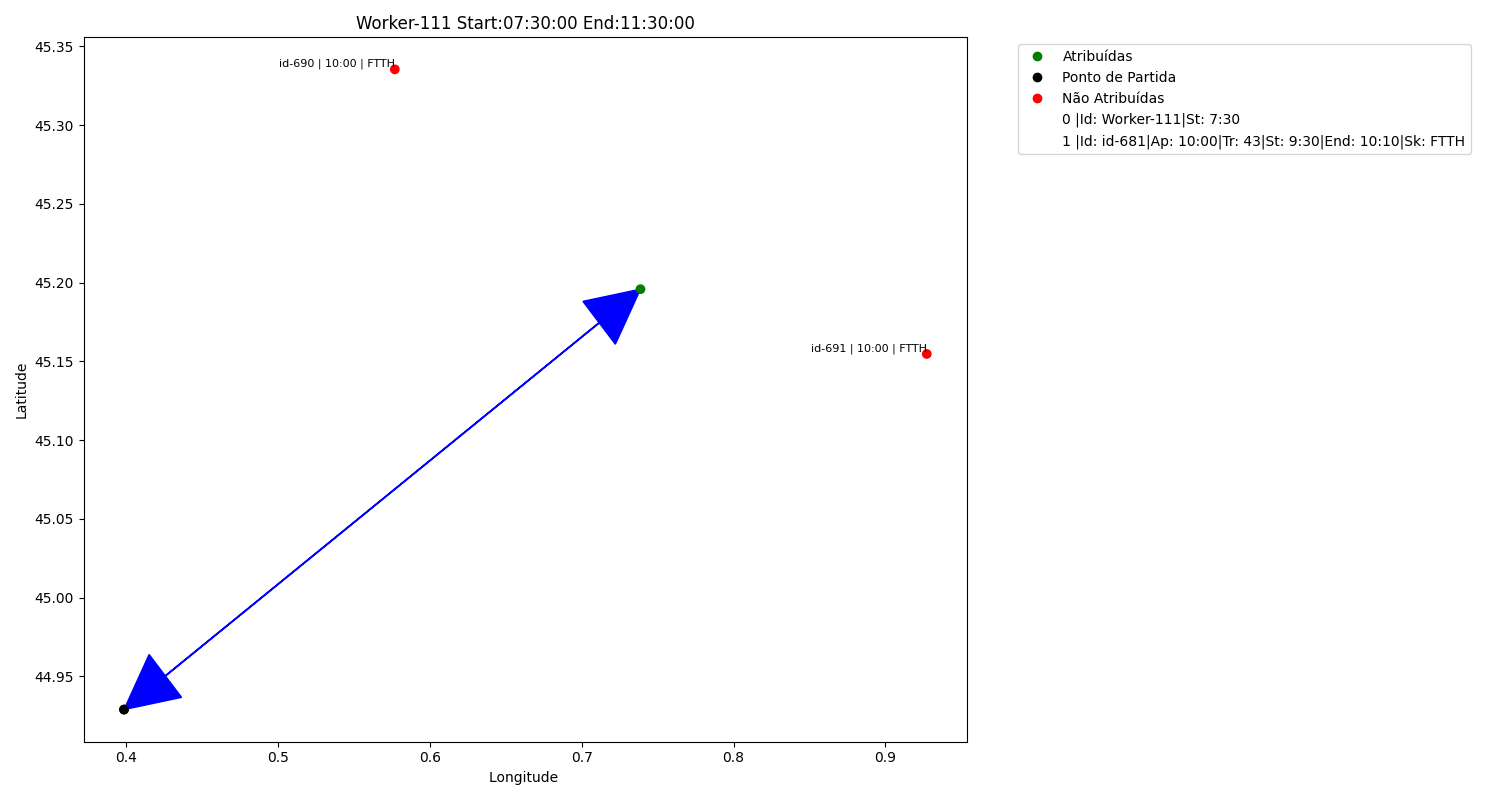 Worker-111 Start:07:30:00 End:11:30:00
45.35
45.30
45.25
45.20
45.15
45.10
45.05
45.00
44.95
Latitude
id-690 | 10:00 | FTTH
id-691 | 10:00 | FTTH
0.4
0.5
0.6
0.7
0.8
0.9
Longitude
Atribuídas
Ponto de Partida
Não Atribuídas
0 |Id: Worker-111|St: 7:30
1 |Id: id-681|Ap: 10:00|Tr: 43|St: 9:30|End: 10:10|Sk: FTTH